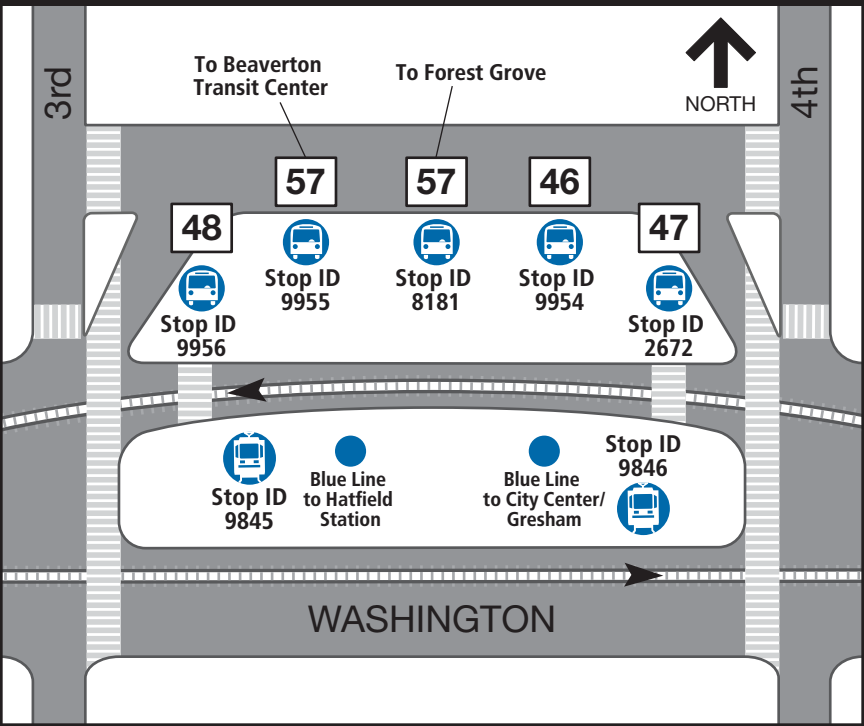 3rd
4th
NORTH
To Beaverton
Transit Center
To Forest Grove
57
57
46
48
47
Stop ID
9955
Stop ID
8181
Stop ID
9954
Stop ID
9956
Stop ID
2672
Stop ID
9845
Blue Line
to Hatfield
Station
Blue Line
to City Center/
Gresham
Stop ID
9846
WASHINGTON